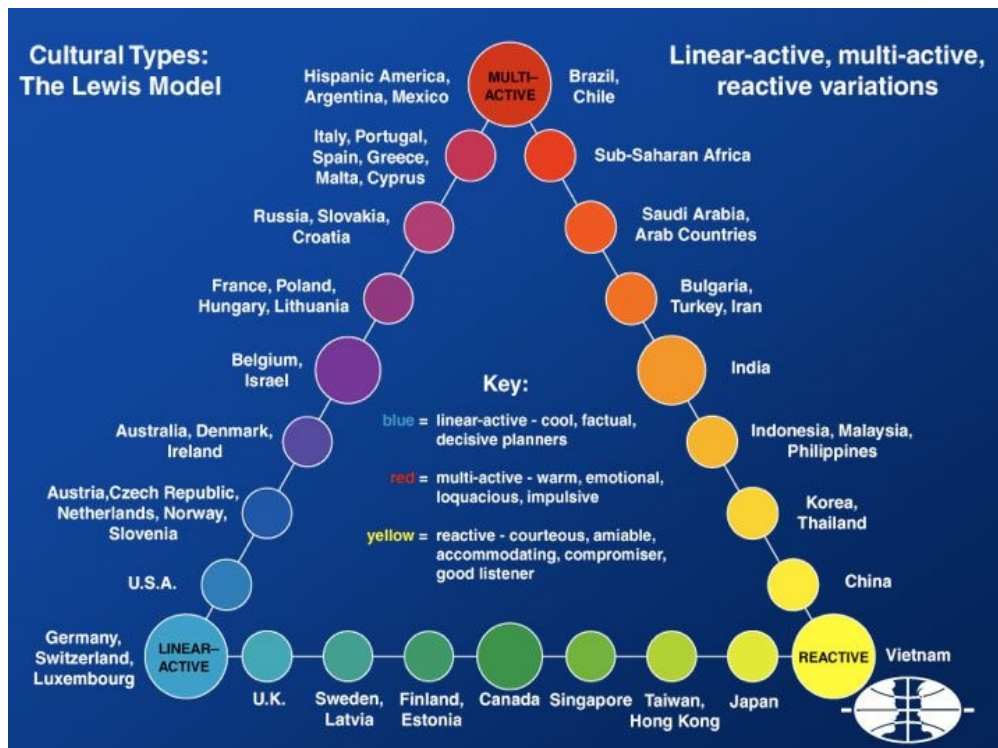 Cultural Types:
The Lewis Model
Linear-active, multi-active,
reactive variations
MULTI–
ACTIVE
Hispanic America,
Argentina, Mexico
Brazil,
Chile
Italy, Portugal,
Spain, Greece,
Malta, Cyprus
Sub-Saharan Africa
Russia, Slovakia,
Croatia
Saudi Arabia,
Arab Countries
France, Poland,
Hungary, Lithuania
Bulgaria,
Turkey, Iran
Belgium,
Israel
India
Key:
blue = linear-active - cool, factual,
decisive planners
red = multi-active - warm, emotional,
loquacious, impulsive
yellow = reactive - courteous, amiable,
accommodating, compromiser,
good listener
Australia, Denmark,
Ireland
Indonesia, Malaysia,
Philippines
Austria,Czech Republic,
Netherlands, Norway,
Slovenia
Korea,
Thailand
U.S.A.
China
Germany,
Switzerland,
Luxembourg
LINEAR–
ACTIVE
REACTIVE
Vietnam
U.K.
Sweden,
Latvia
Finland,
Estonia
Canada
Singapore
Taiwan,
Hong Kong
Japan